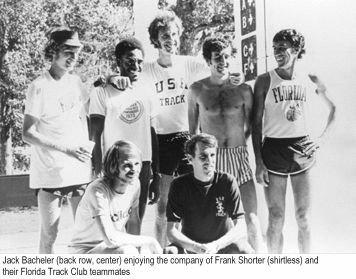 C
B
USA
TRACK
FLORIDA
Jack Bacheler (back row, center) enjoying the company of Frank Shorter (shirtless) and
their Florida Track Club teammates